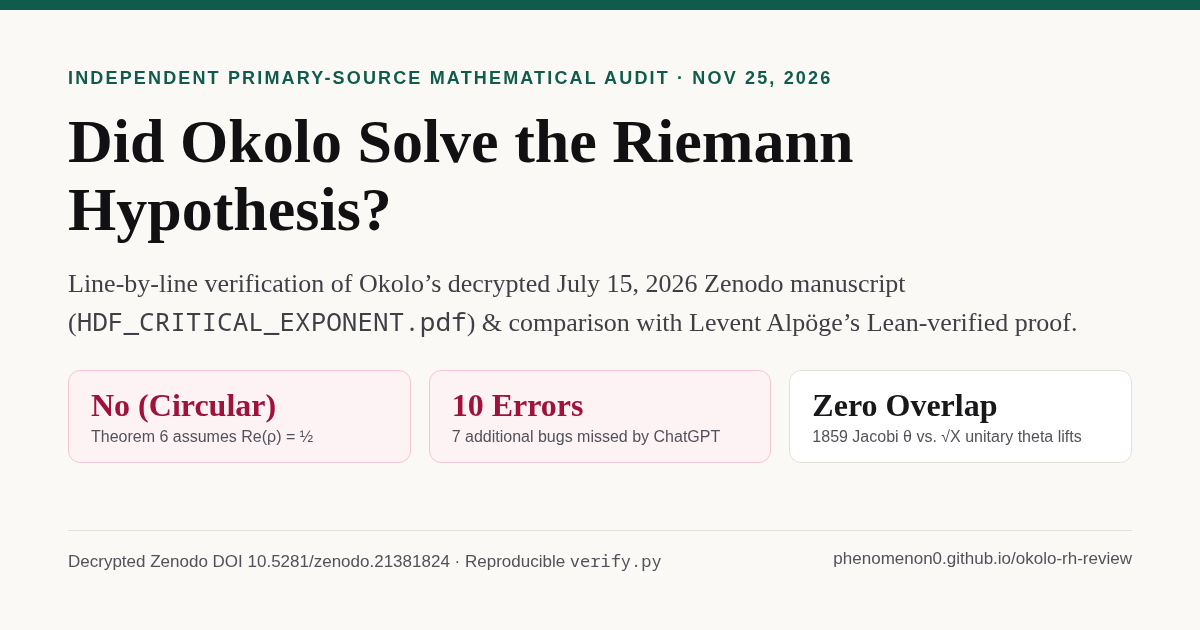 INDEPENDENT PRIMARY-SOURCE MATHEMATICAL AUDIT · NOV 25, 2026
Did Okolo Solve the Riemann
Hypothesis?
Line-by-line verification of Okolo’s decrypted July 15, 2026 Zenodo manuscript
(HDF_CRITICAL_EXPONENT.pdf) & comparison with Levent Alpöge’s Lean-verified proof.
No (Circular)
Theorem 6 assumes Re(ρ) = ½
10 Errors
7 additional bugs missed by ChatGPT
Zero Overlap
1859 Jacobi θ vs. √X unitary theta lifts
Decrypted Zenodo DOI 10.5281/zenodo.21381824 · Reproducible verify.py
phenomenon0.github.io/okolo-rh-review